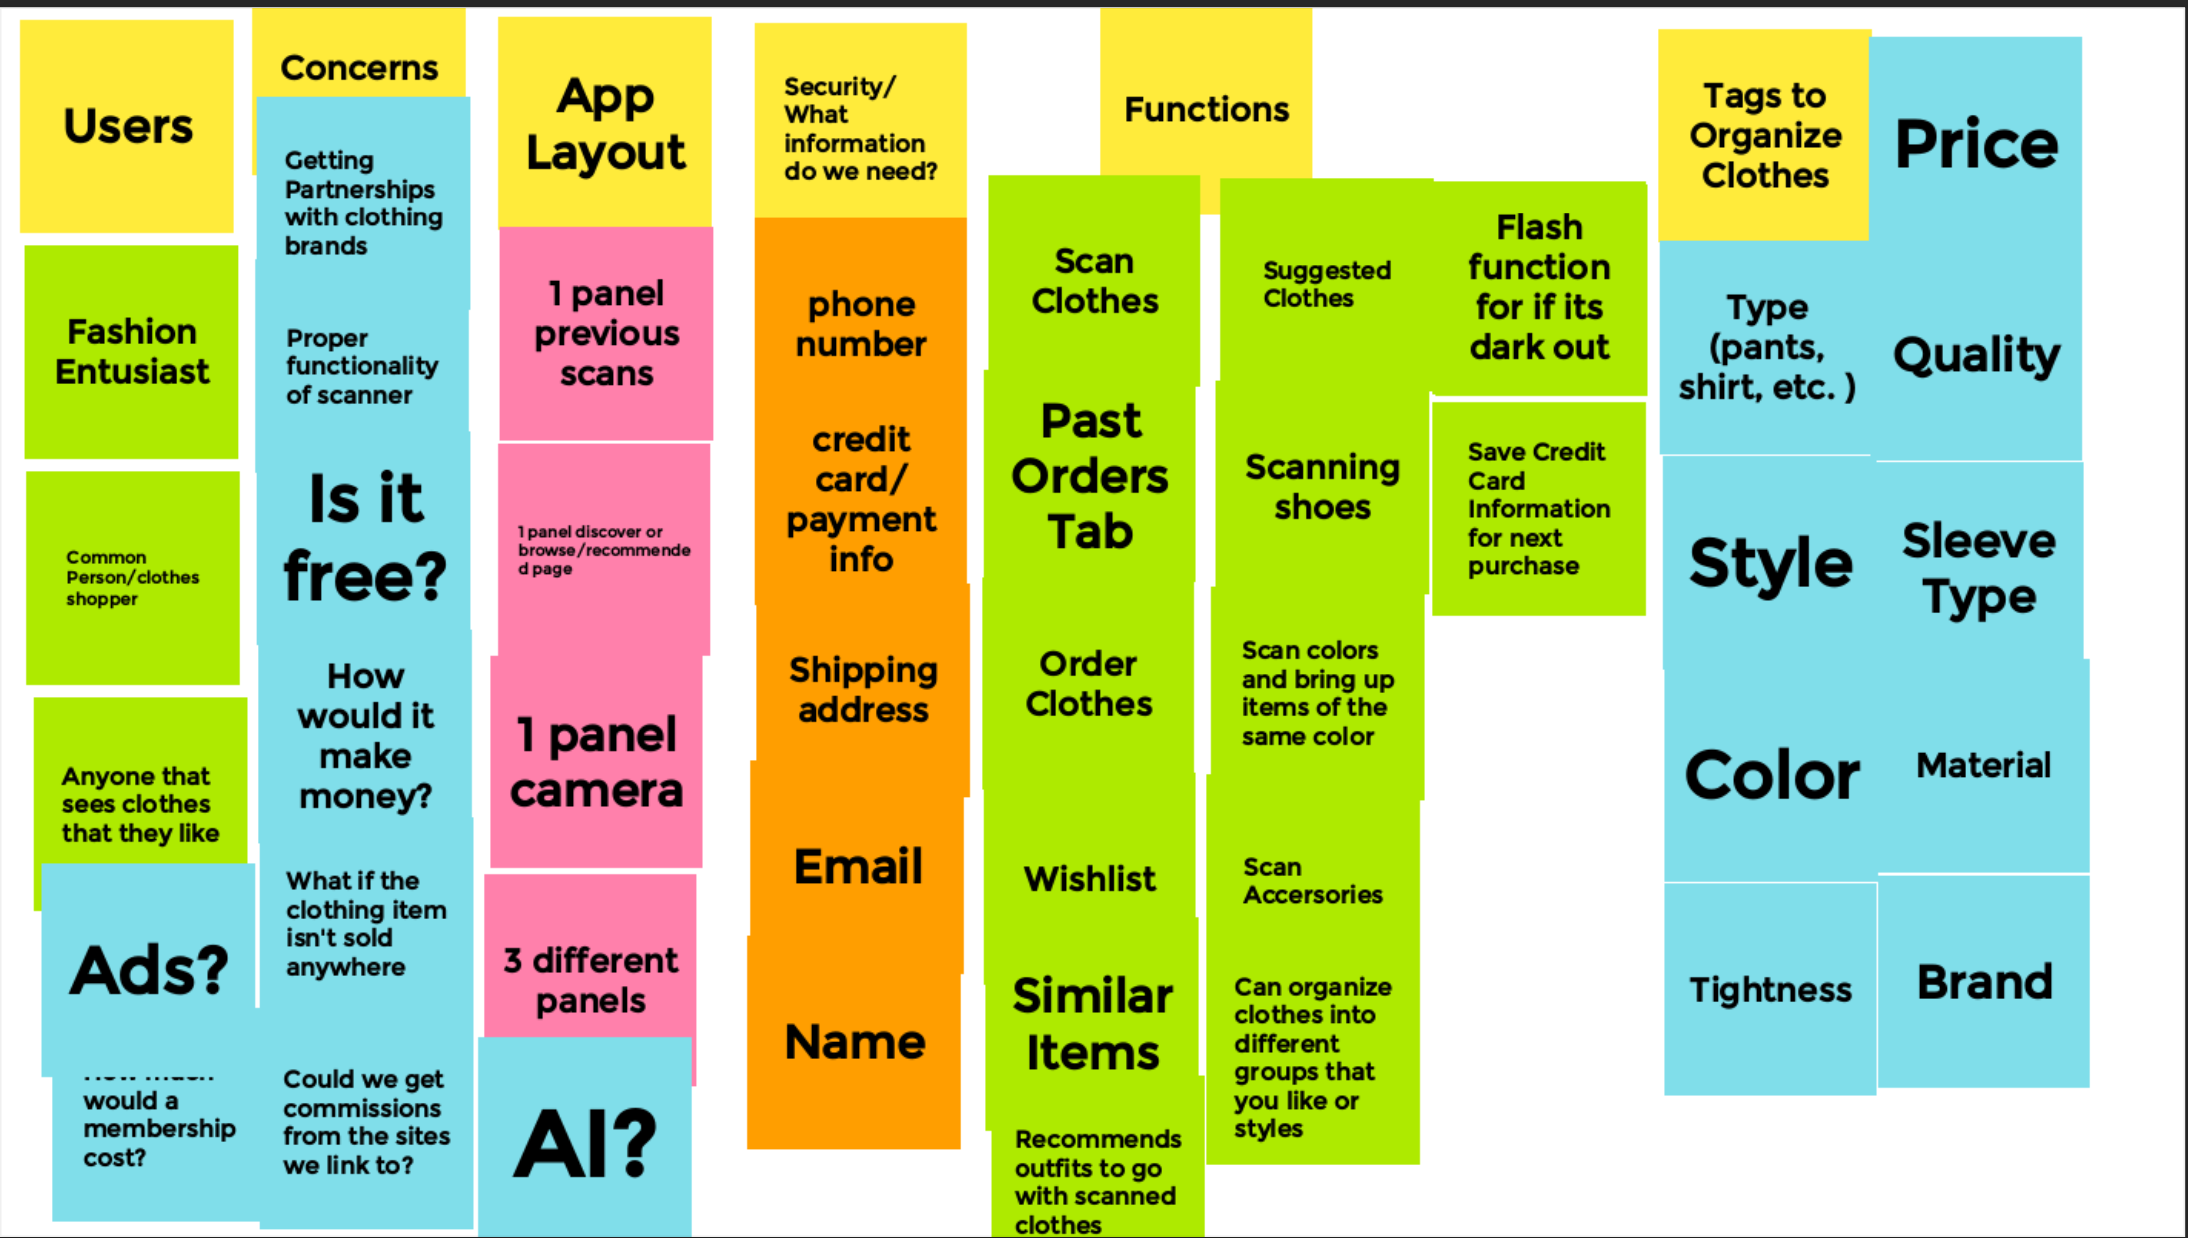 Users
Fashion
Entusiast
Common
Person/clothes
shopper
Anyone that
sees clothes
that they like
Ads?
would a
membership
cost?
Concerns
Getting
Partnerships
with clothing
brands
Proper
functionality
of scanner
Is it
free?
How
would it
make
money?
What if the
clothing item
isn't sold
anywhere
Could we get
commissions
from the sites
we link to?
App
Layout
1 panel
previous
scans
1 panel discover or
browse/recommende
d page
1 panel
camera
3 different
panels
AI?
Security/
What
information
do we need?
phone
number
credit
card/
payment
info
Shipping
address
Email
Name
Functions
Scan
Clothes
Past
Orders
Tab
Order
Clothes
Wishlist
Similar
Items
Recommends
outfits to go
with scanned
clothes
Suggested
Clothes
Scanning
shoes
Scan colors
and bring up
items of the
same color
Scan
Accersories
Can organize
clothes into
different
groups that
you like or
styles
Flash
function
for if its
dark out
Save Credit
Card
Information
for next
purchase
Tags to
Organize
Clothes
Type
(pants,
shirt, etc. )
Style
Color
Tightness
Price
Quality
Sleeve
Type
Material
Brand